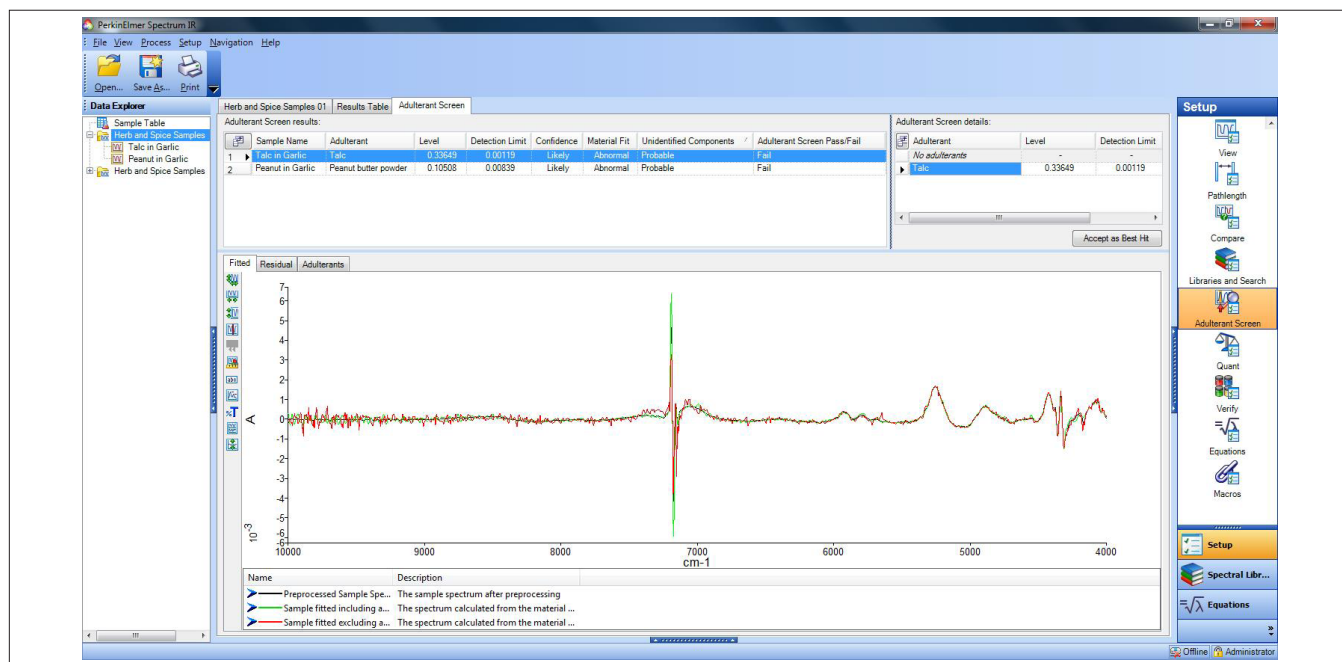 PerkinElmer Spectrum IR
File View Process Setup Navigation Help
Open... Save As... Print
Data Explorer
Sample Table
Herb and Spice Samples
Talc in Garlic
Peanut in Garlic
Herb and Spice Samples
Herb and Spice Samples 01 Results Table Adulterant Screen
Adulterant Screen results:
Sample Name Adulterant Level Detection Limit Confidence Material Fit Unidentified Components Adulterant Screen Pass/Fail
1 Talc in Garlic Talc 0.33649 0.00119 Likely Abnormal Probable Fail
2 Peanut in Garlic Peanut butter powder 0.10508 0.00839 Likely Abnormal Probable Fail
Adulterant Screen details:
Adulterant Level Detection Limit
No adulterants - -
Talc 0.33649 0.00119
Accept as Best Hit
Fitted Residual Adulterants
7
6
5
4
3
2
1
0
-1
-2
-3
-4
-5
-6
-6
A
10-3
10000 9000 8000 7000 6000 5000 4000
cm-1
Name Description
Preprocessed Sample Spe... The sample spectrum after preprocessing
Sample fitted including a... The spectrum calculated from the material ...
Sample fitted excluding a... The spectrum calculated from the material ...
Setup
View
Pathlength
Compare
Libraries and Search
Adulterant Screen
Quant
Verify
Equations
Macros
Setup
Spectral Libr...
Equations
Offline Administrator